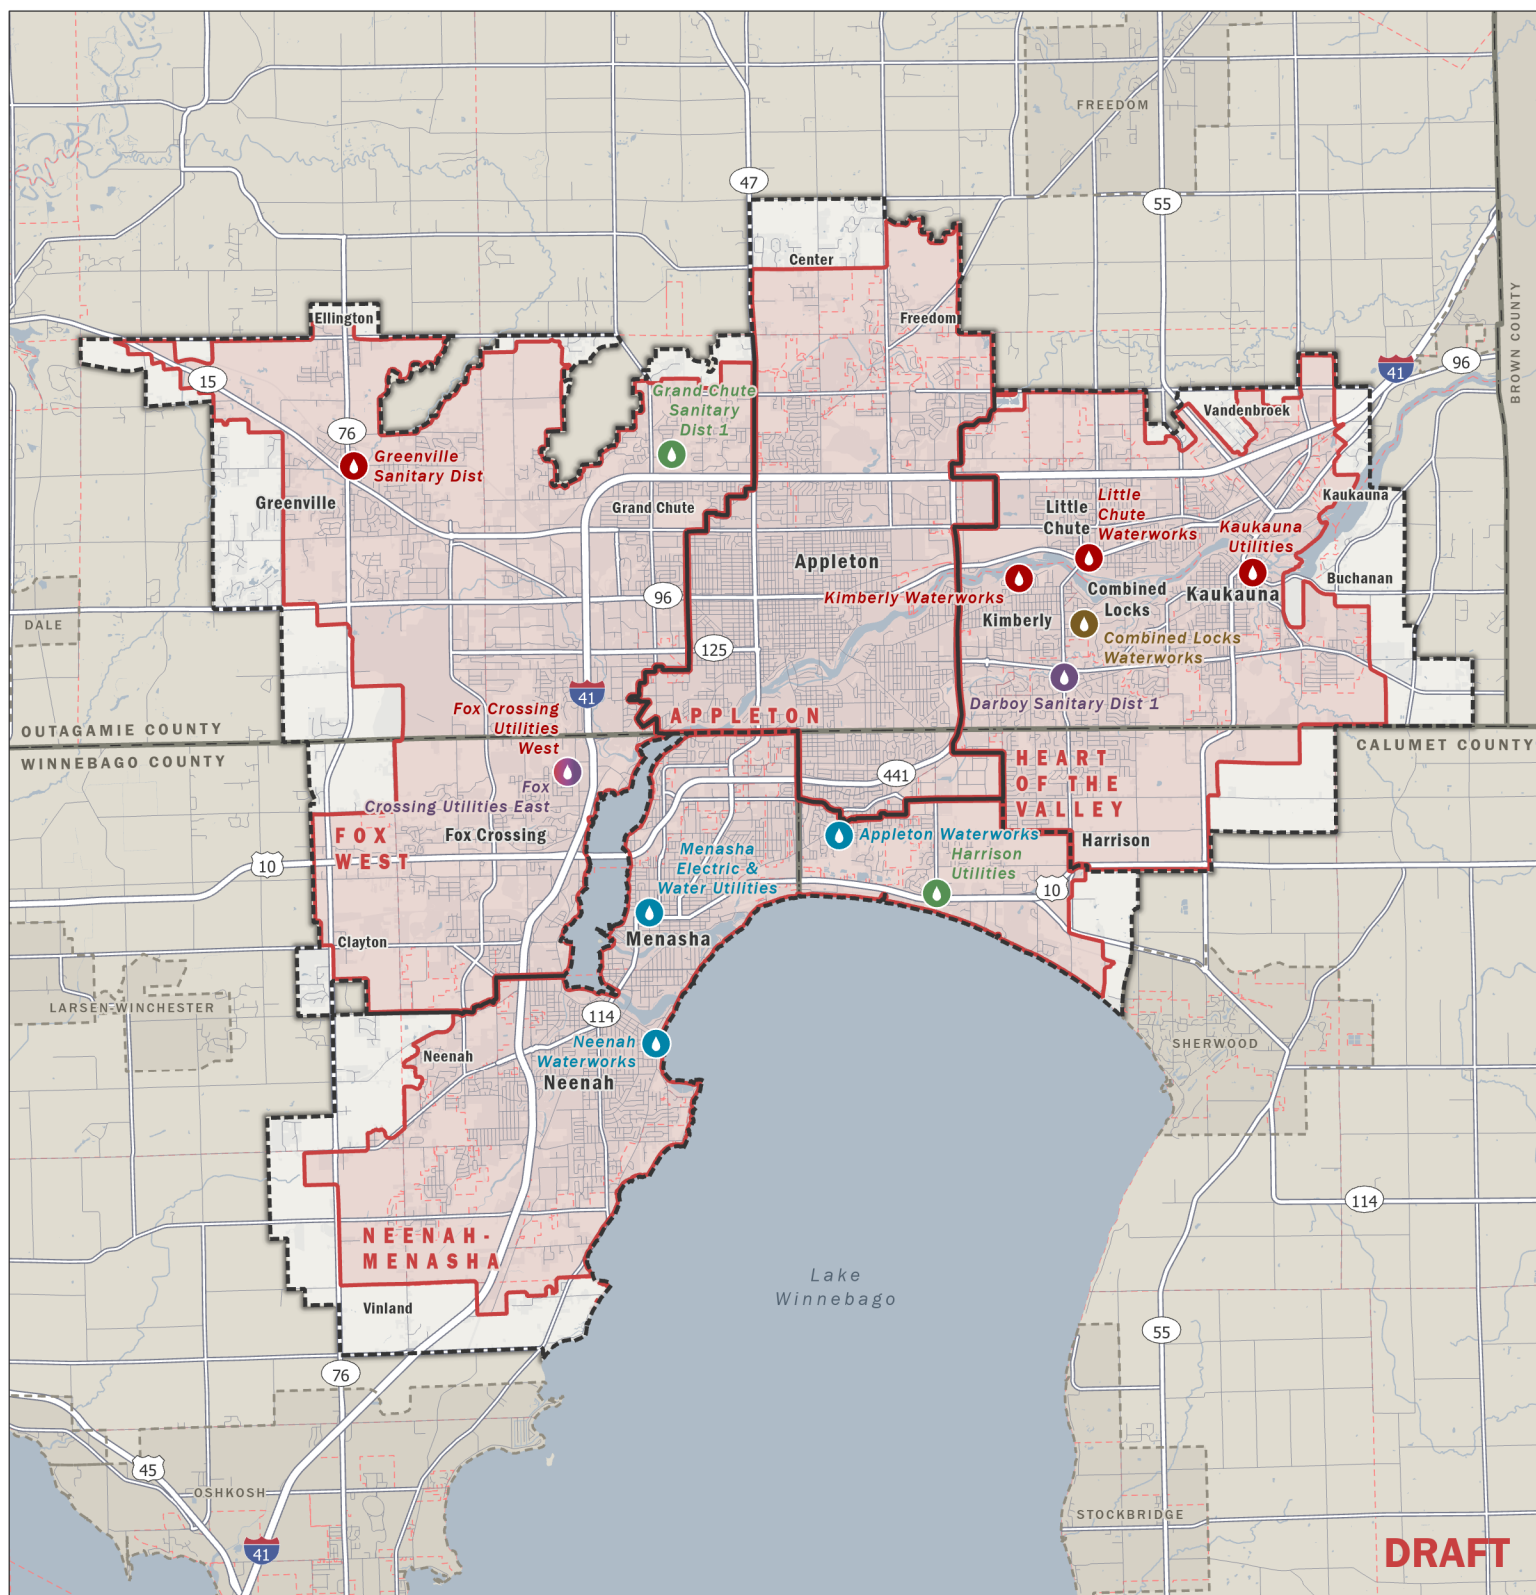 FREEDOM
47
55
Center
BROWN COUNTY
Ellington
Freedom
41
96
15
Grand Chute
Sanitary
Dist 1
Vandenbroek
76
Greenville
Sanitary Dist
Greenville
Grand Chute
Little
Chute
Little
Chute
Waterworks
Kaukauna
Kaukauna
Utilities
Appleton
Kimberly Waterworks
Combined
Locks
Kaukauna
Buchanan
96
Kimberly
DALE
Combined Locks
Waterworks
125
41
Darboy Sanitary Dist 1
Fox Crossing
Utilities
West
APPLETON
OUTAGAMIE COUNTY
WINNEBAGO COUNTY
CALUMET COUNTY
HEART
OF THE
VALLEY
441
Fox
Crossing Utilities East
FOX
WEST
Fox Crossing
Appleton Waterworks
Harrison
Menasha
Electric &
Water Utilities
Harrison
Utilities
10
10
Menasha
Clayton
LARSEN-WINCHESTER
114
Neenah
Neenah
Waterworks
Neenah
SHERWOOD
114
NEENAH-
MENASHA
Lake
Winnebago
Vinland
55
76
45
OSHKOSH
41
STOCKBRIDGE
DRAFT